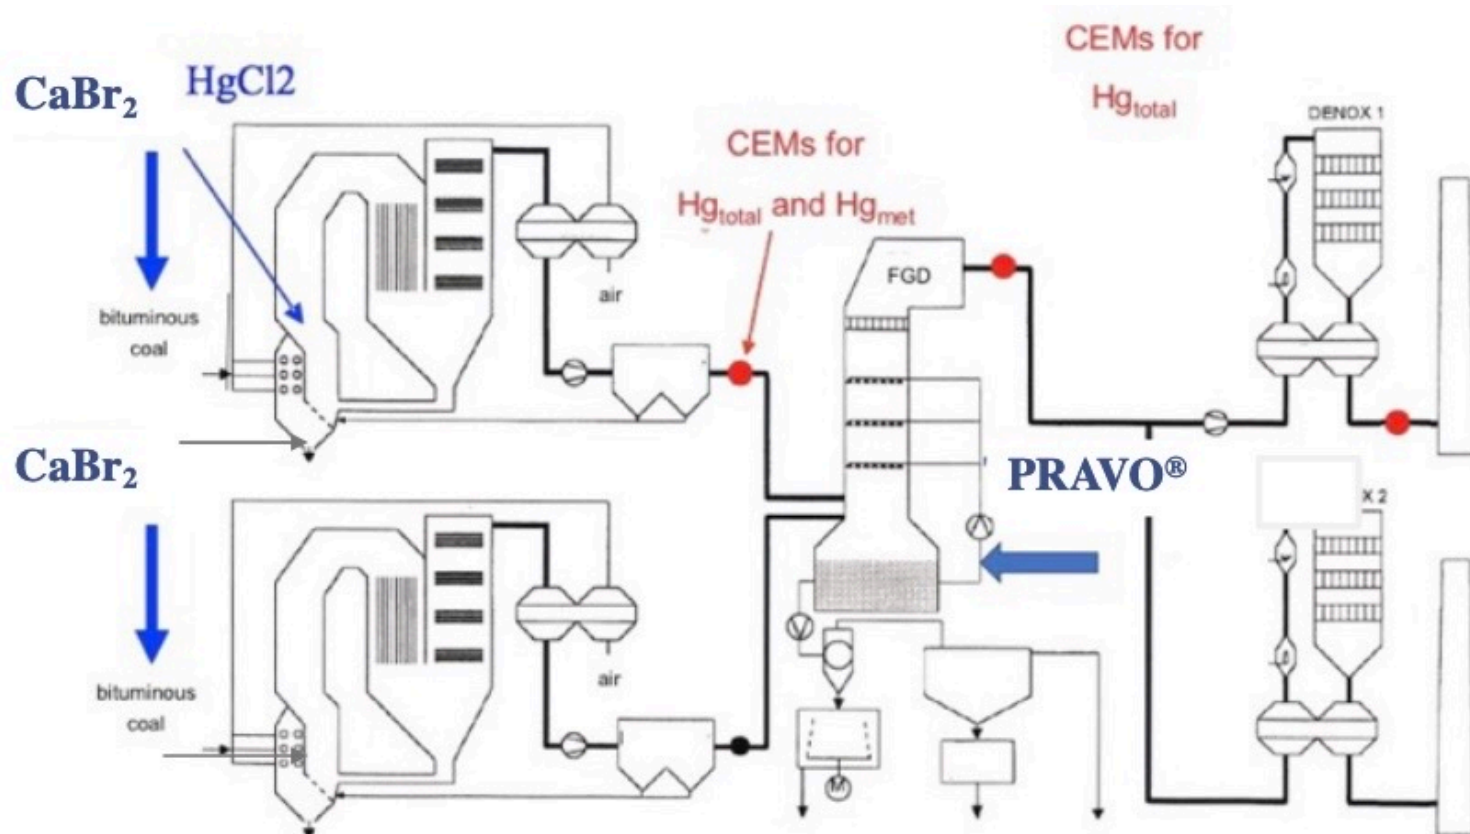 CEMs for
Hgtotal
CaBr2
HgCl2
DENOX 1
CEMs for
Hgtotal and Hgmet
FGD
air
bituminous
coal
CaBr2
PRAVO®
X 2
air
bituminous
coal
M